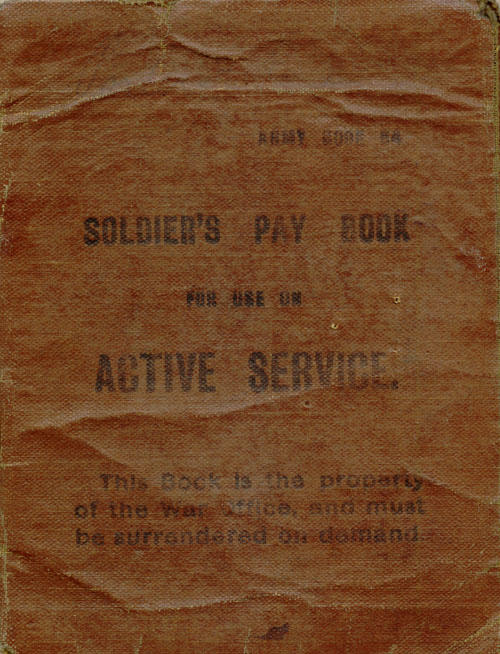 ARMY BOOK 64
SOLDIER'S PAY BOOK
FOR USE ON
ACTIVE SERVICE.
This Book is the property
of the War Office, and must
be surrendered on demand.